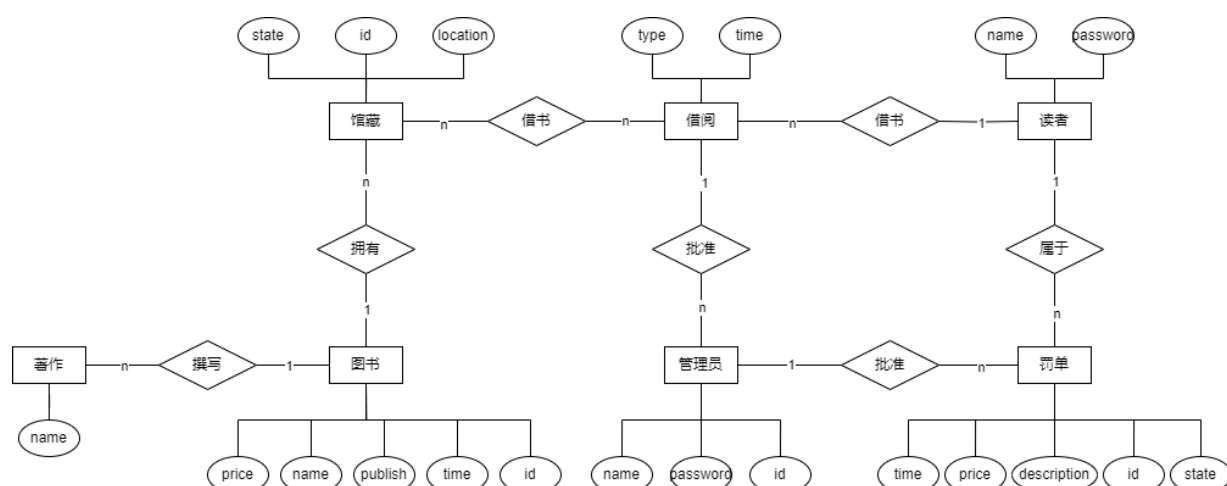 state id location type time name password
馆藏 n 借书 n 借阅 n 借书 1 读者
n 1 1
拥有 批准 属于
1 n n
著作 n 撰写 1 图书 管理员 1 批准 n 罚单
name
price name publish time id name password id time price description id state